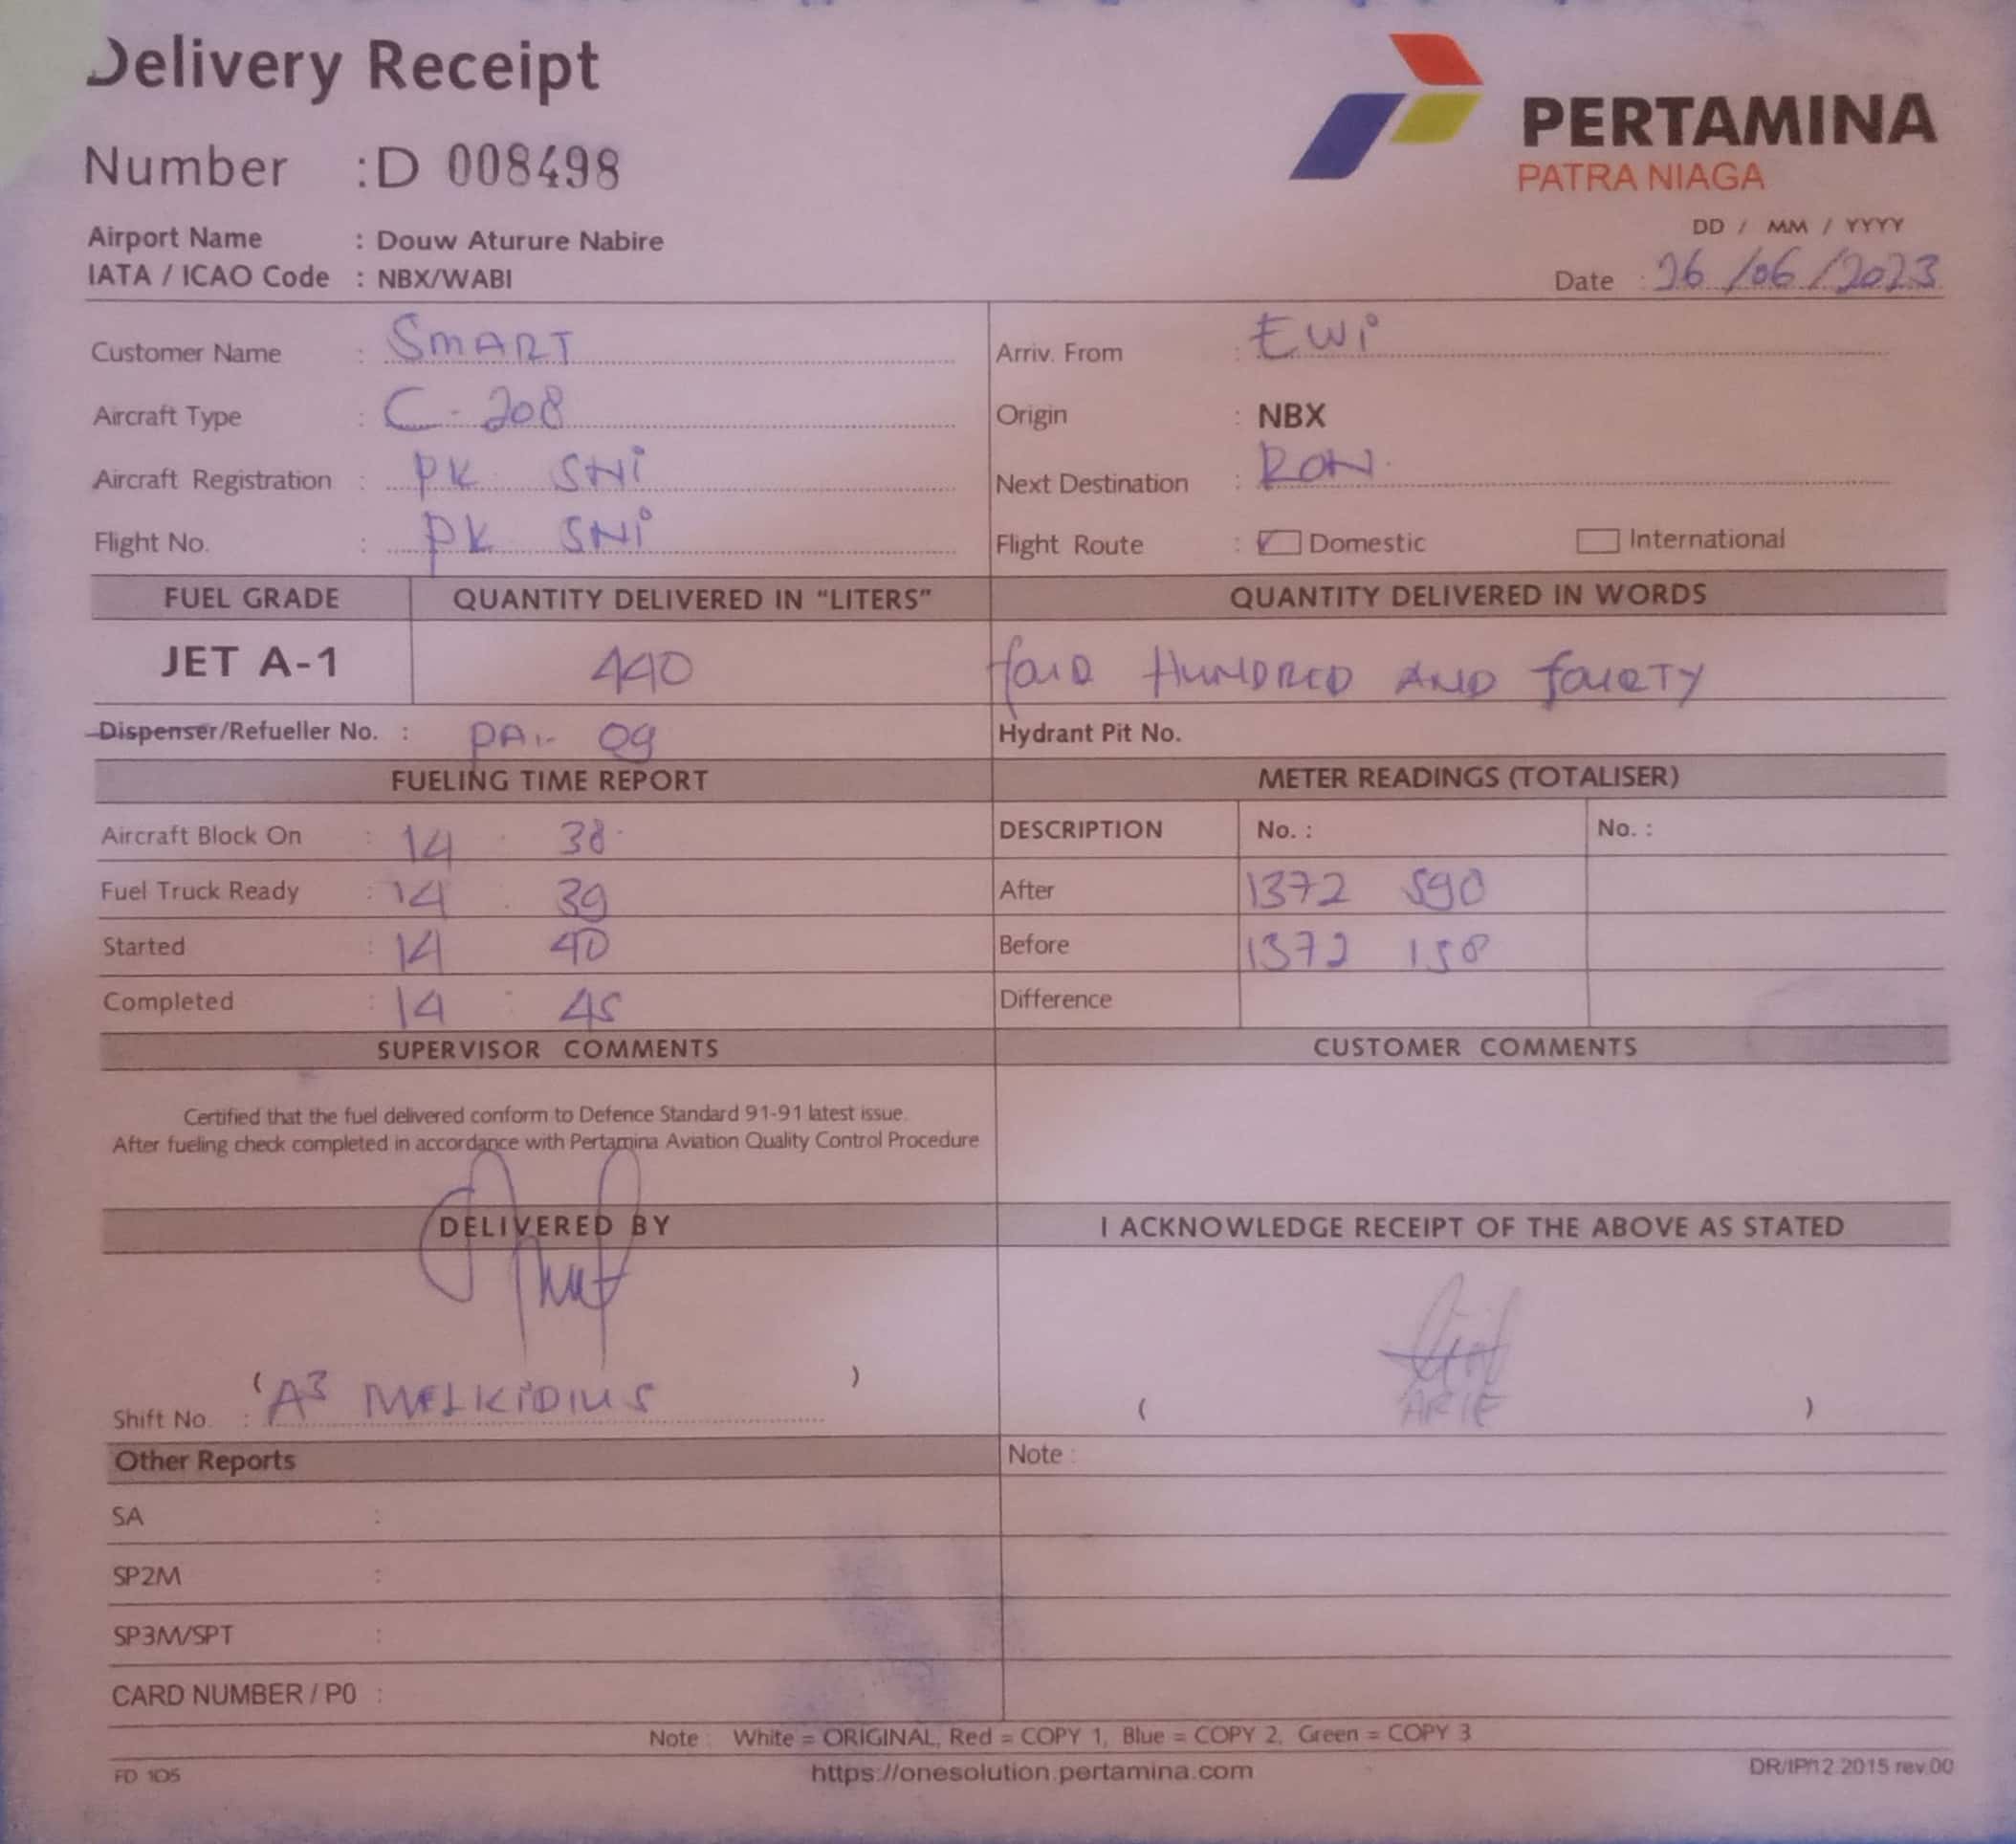 Delivery Receipt
PERTAMINA
PATRA NIAGA
Number : D 008498
Airport Name : Douw Aturure Nabire
IATA / ICAO Code : NBX/WABI
DD / MM / YYYY
Date : 26/06/2023
Customer Name : SMART
Arriv. From : EWi
Aircraft Type : C-208
Origin : NBX
Aircraft Registration : PK SNi
Next Destination : RON
Flight No. : PK SNi
Flight Route : Domestic International
FUEL GRADE QUANTITY DELIVERED IN "LITERS" QUANTITY DELIVERED IN WORDS
JET A-1 440 HUNDRED AND
Dispenser/Refueller No. : 09 Hydrant Pit No.
FUELING TIME REPORT METER READINGS (TOTALISER)
Aircraft Block On : 14 38 DESCRIPTION No. : No. :
Fuel Truck Ready : 14 39 After 1372 590
Started : 14 40 Before 1372 150
Completed : 14 : 45 Difference
SUPERVISOR COMMENTS CUSTOMER COMMENTS
Certified that the fuel delivered conform to Defence Standard 91-91 latest issue.
After fueling check completed in accordance with Pertamina Aviation Quality Control Procedure
DELIVERED BY I ACKNOWLEDGE RECEIPT OF THE ABOVE AS STATED
Shift No. : (A3 MELKIDIUS ) ( ARIE )
Other Reports Note :
SA :
SP2M :
SP3M/SPT :
CARD NUMBER / P0 :
Note : White = ORIGINAL, Red = COPY 1, Blue = COPY 2, Green = COPY 3
FD 105 https://onesolution.pertamina.com DR/IP/12.2015 rev.00